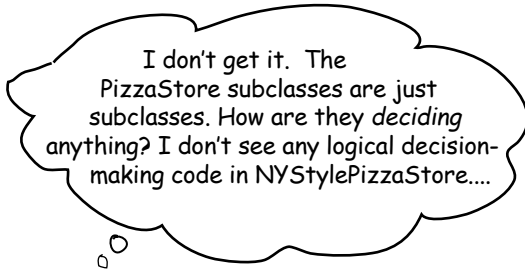 I don't get it. The
PizzaStore subclasses are just
subclasses. How are they deciding
anything? I don't see any logical decision-
making code in NYStylePizzaStore....